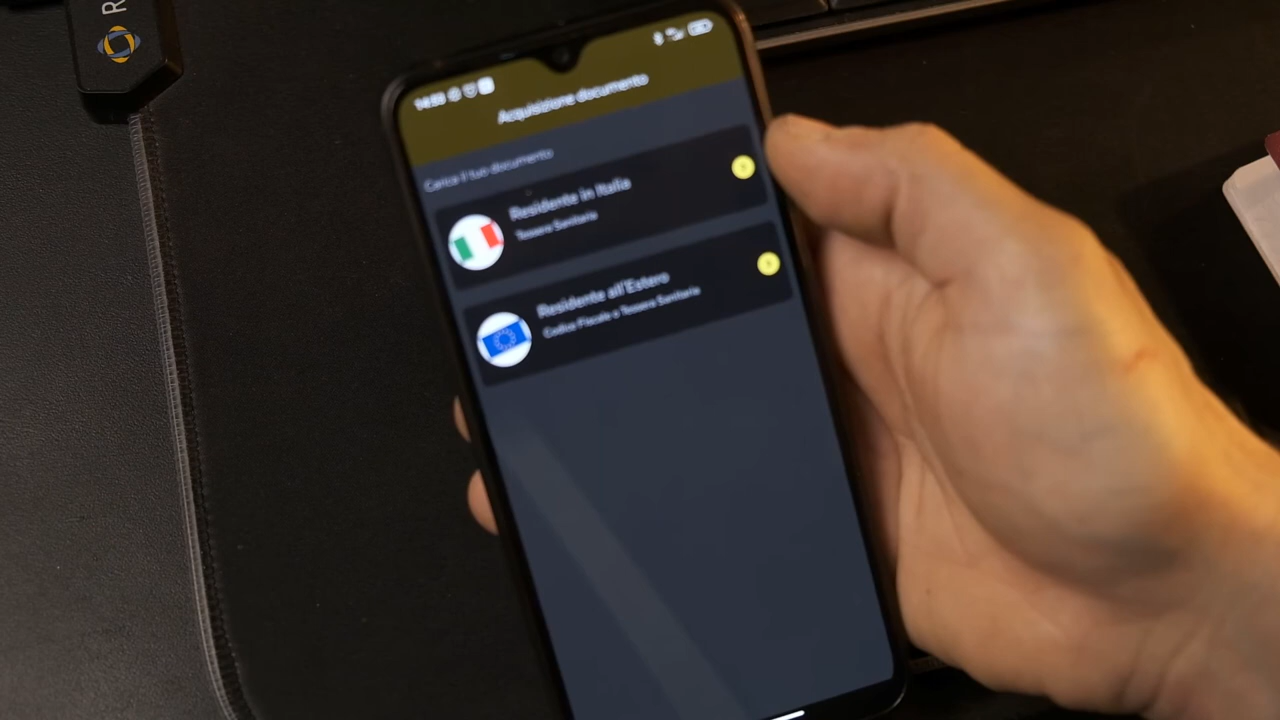 R
Acquisizione documento
Carica il tuo documento
Residente in Italia
Tessera Sanitaria
Residente all'Estero
Codice Fiscale o Tessera Sanitaria